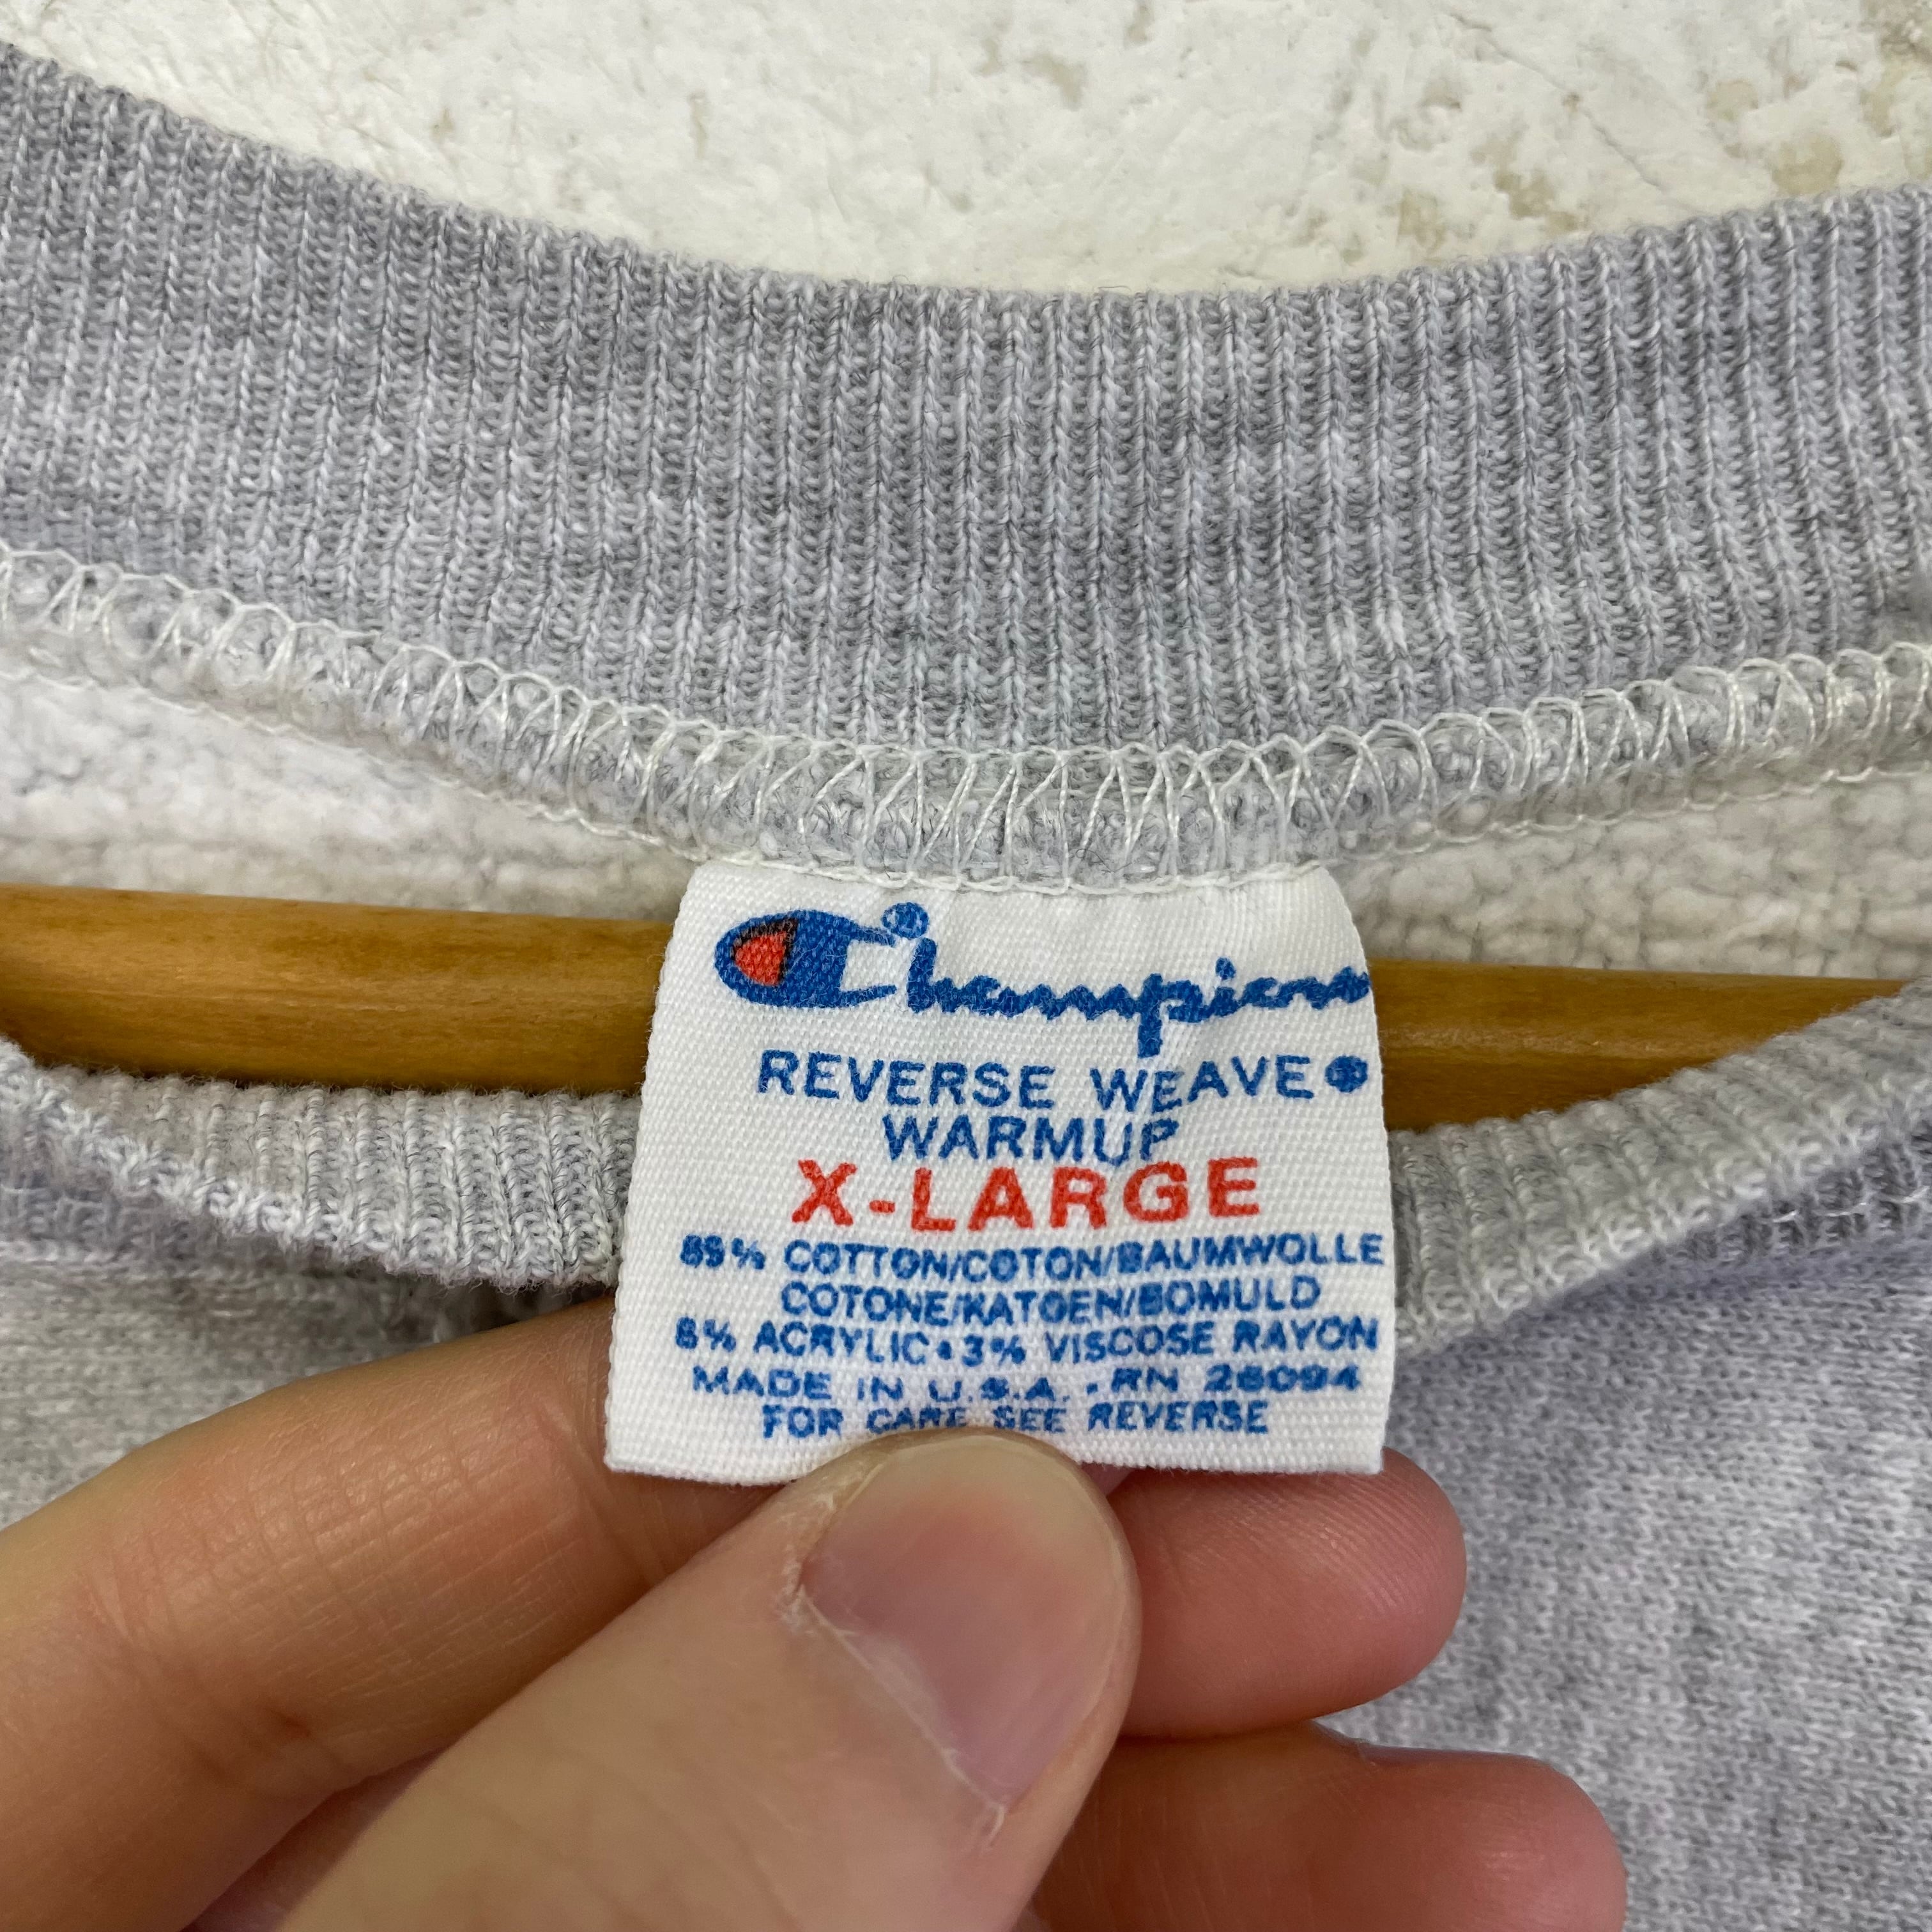 Champion
REVERSE WEAVE®
WARMUP
X-LARGE
89% COTTON/COTON/BAUMWOLLE
COTONE/KATOEN/BOMULD
8% ACRYLIC • 3% VISCOSE RAYON
MADE IN U.S.A. • RN 26094
FOR CARE SEE REVERSE